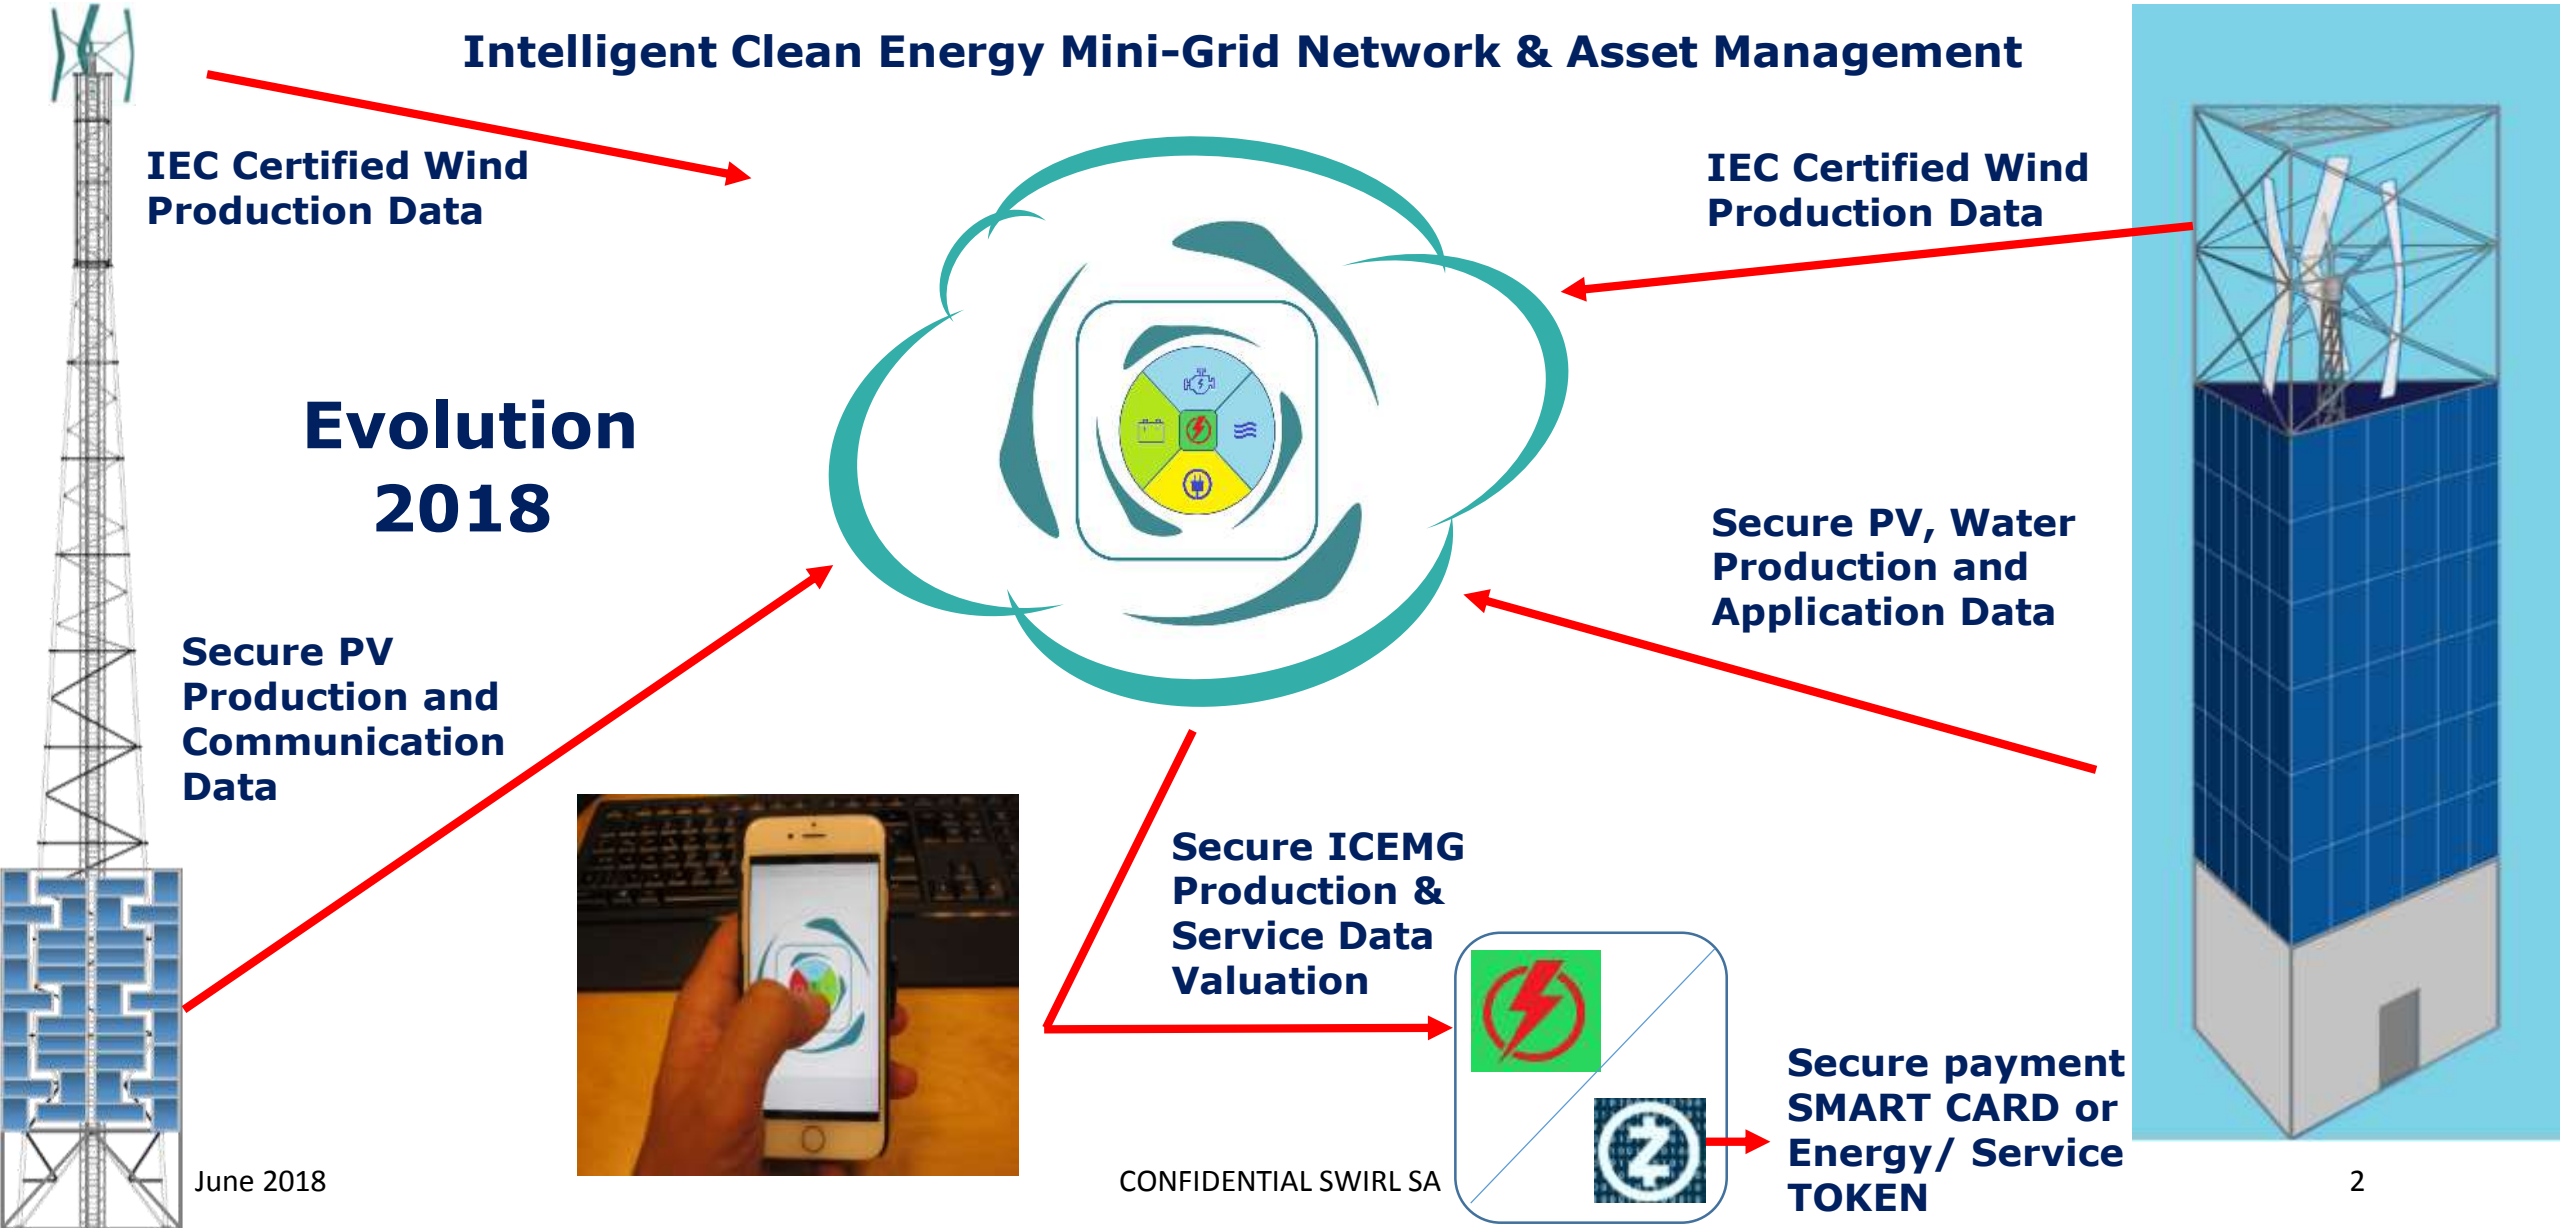 Intelligent Clean Energy Mini-Grid Network & Asset Management
IEC Certified Wind
Production Data
IEC Certified Wind
Production Data
Evolution
2018
Secure PV, Water
Production and
Application Data
Secure PV
Production and
Communication
Data
Secure ICEMG
Production &
Service Data
Valuation
Secure payment
SMART CARD or
Energy/ Service
TOKEN
June 2018
CONFIDENTIAL SWIRL SA
2